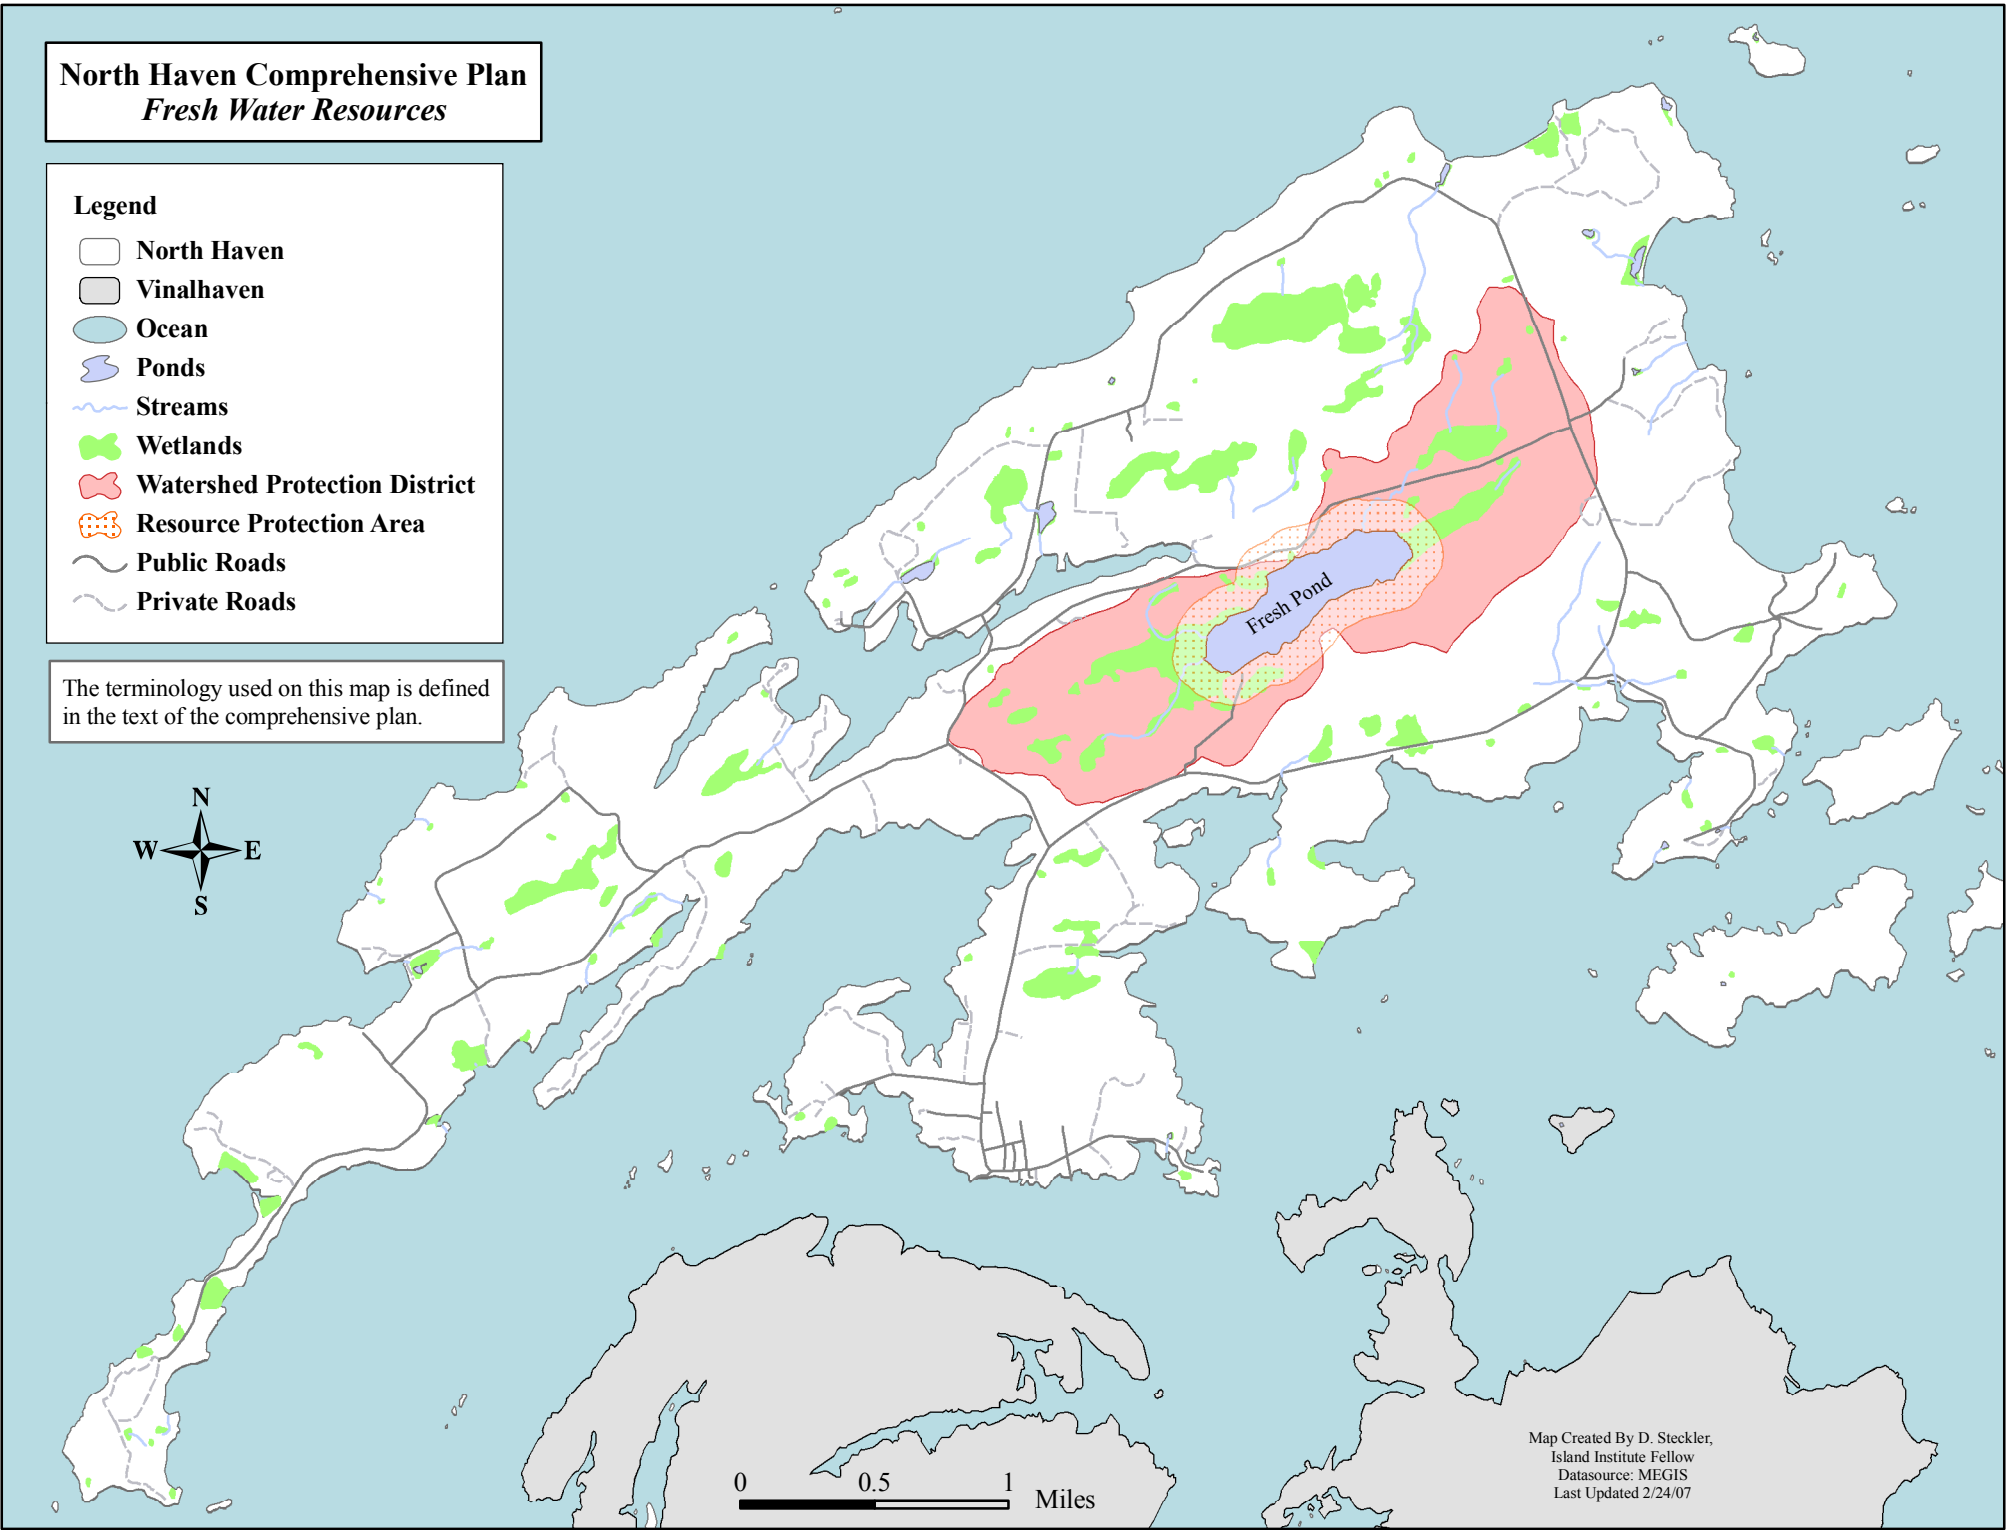 North Haven Comprehensive Plan
Fresh Water Resources
Legend
North Haven
Vinalhaven
Ocean
Ponds
Streams
Wetlands
Watershed Protection District
Resource Protection Area
Public Roads
Private Roads
The terminology used on this map is defined
in the text of the comprehensive plan.
N
W E
S
Fresh Pond
0 0.5 1
Miles
Map Created By D. Steckler,
Island Institute Fellow
Datasource: MEGIS
Last Updated 2/24/07